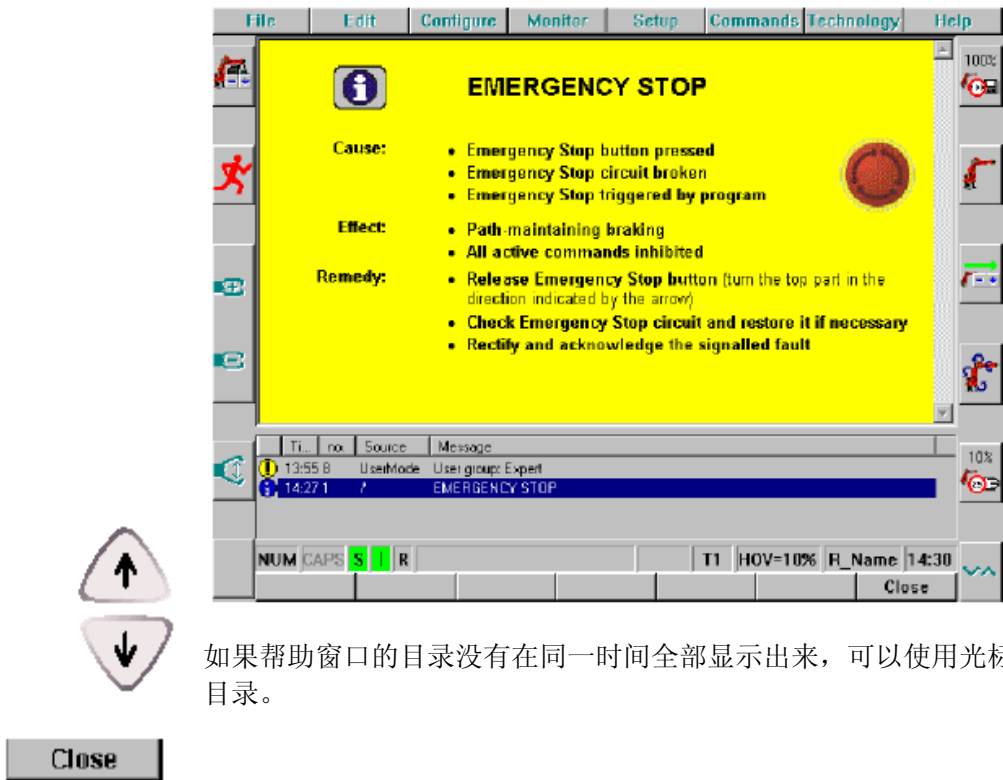 File Edit Configure Monitor Setup Commands Technology Help
100%
EMERGENCY STOP
Cause:
• Emergency Stop button pressed
• Emergency Stop circuit broken
• Emergency Stop triggered by program
Effect:
• Path-maintaining braking
• All active commands inhibited
Remedy:
• Release Emergency Stop button (turn the top part in the
direction indicated by the arrow)
• Check Emergency Stop circuit and restore it if necessary
• Rectify and acknowledge the signalled fault
Ti... no. Source Message
13:55 8 UserMode User group: Expert
14:27 1 /' EMERGENCY STOP
10%
NUM CAPS S I R T1 HOV=10% R_Name 14:30
Close
如果帮助窗口的目录没有在同一时间全部显示出来，可以使用光标
目录。
Close